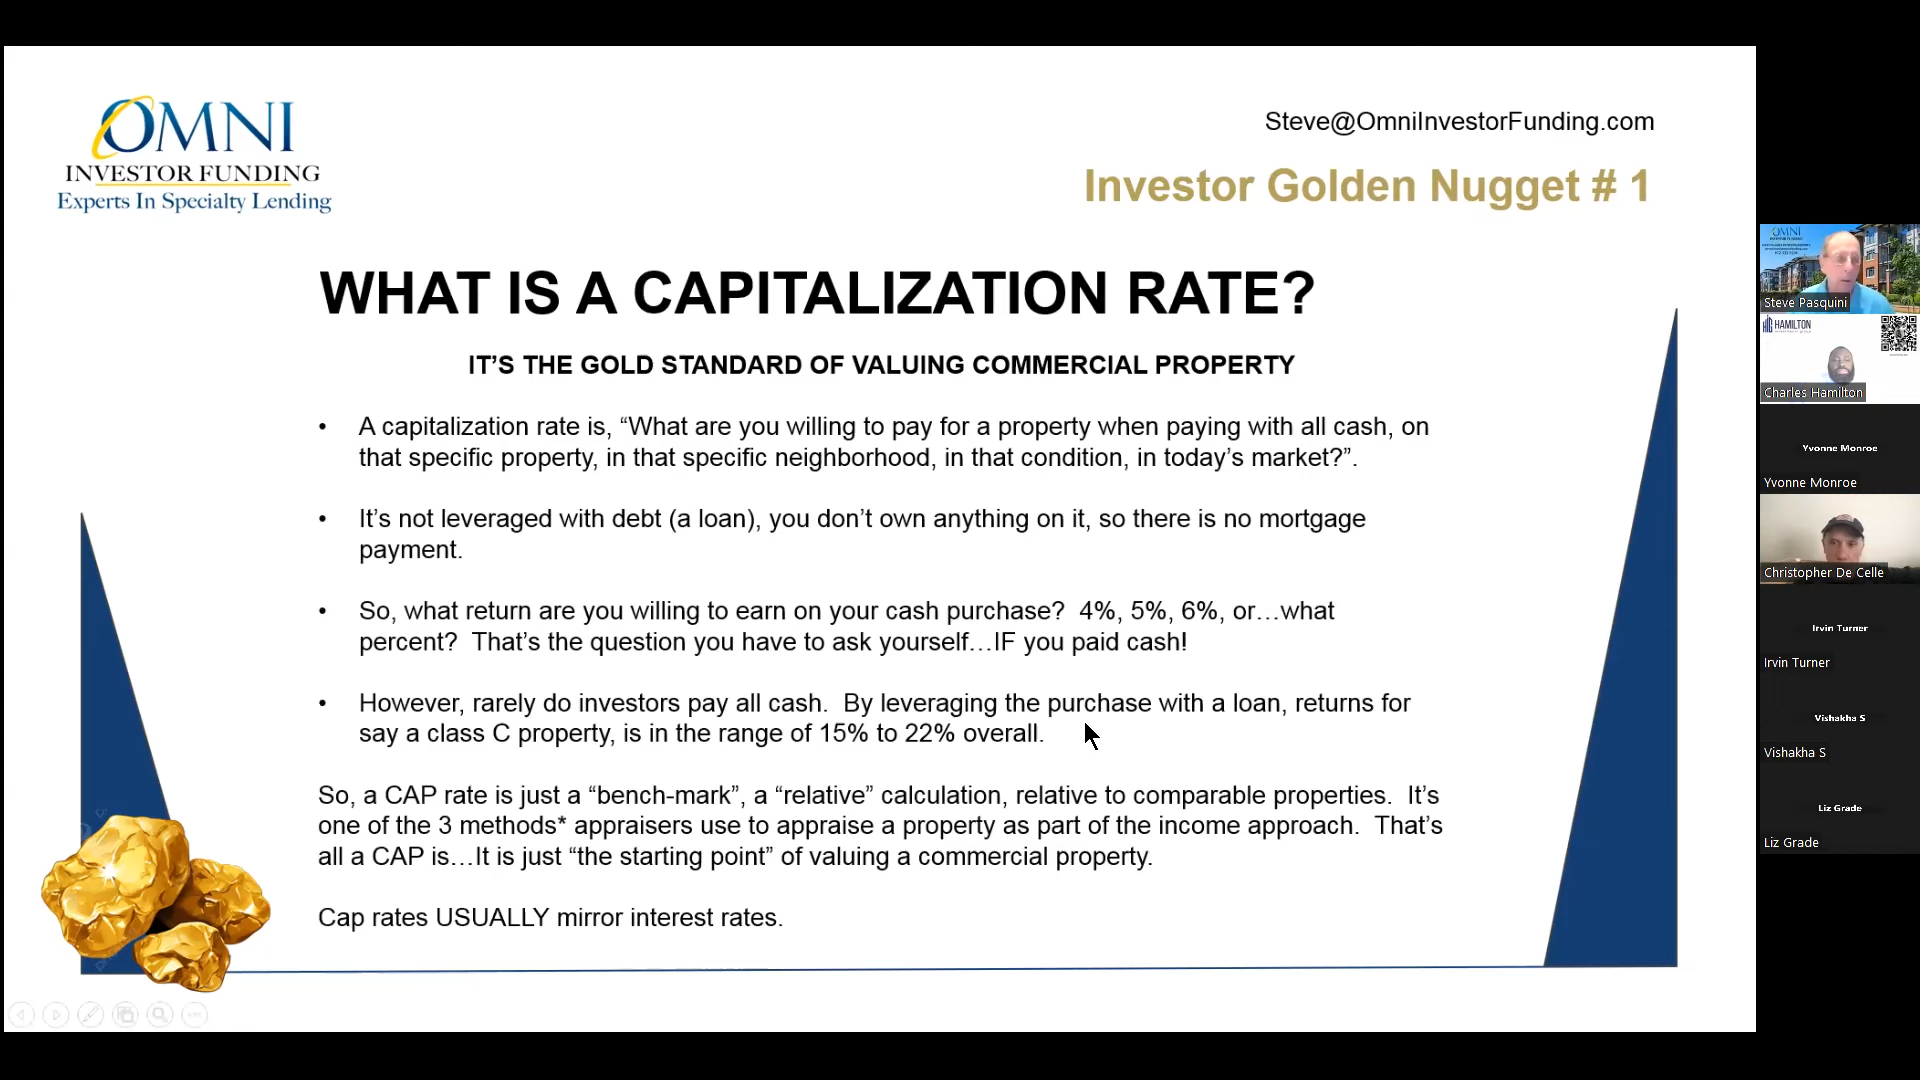 OMNI
INVESTOR FUNDING
Experts In Specialty Lending
Steve@OmniInvestorFunding.com
Investor Golden Nugget # 1
WHAT IS A CAPITALIZATION RATE?
IT’S THE GOLD STANDARD OF VALUING COMMERCIAL PROPERTY
• A capitalization rate is, “What are you willing to pay for a property when paying with all cash, on
that specific property, in that specific neighborhood, in that condition, in today’s market?”.
• It’s not leveraged with debt (a loan), you don’t own anything on it, so there is no mortgage
payment.
• So, what return are you willing to earn on your cash purchase?  4%, 5%, 6%, or…what
percent?  That’s the question you have to ask yourself…IF you paid cash!
• However, rarely do investors pay all cash.  By leveraging the purchase with a loan, returns for
say a class C property, is in the range of 15% to 22% overall.
So, a CAP rate is just a “bench-mark”, a “relative” calculation, relative to comparable properties.  It’s
one of the 3 methods* appraisers use to appraise a property as part of the income approach.  That’s
all a CAP is…It is just “the starting point” of valuing a commercial property.
Cap rates USUALLY mirror interest rates.
OMNI
Steve Pasquini
HAMILTON
Charles Hamilton
Yvonne Monroe
Yvonne Monroe
Christopher De Celle
Irvin Turner
Irvin Turner
Vishakha S
Vishakha S
Liz Grade
Liz Grade